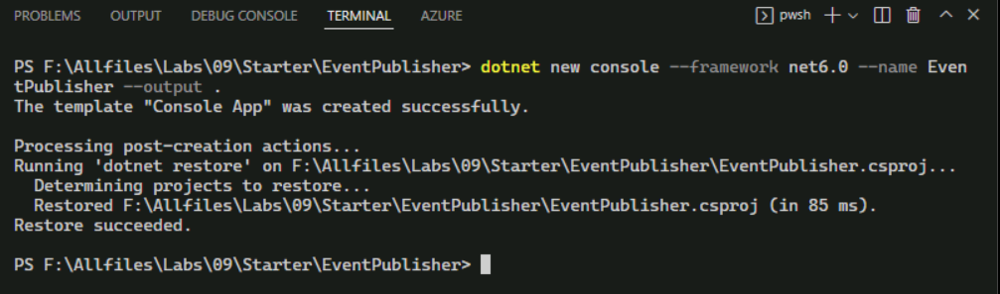 PROBLEMS OUTPUT DEBUG CONSOLE TERMINAL AZURE pwsh
PS F:\Allfiles\Labs\09\Starter\EventPublisher> dotnet new console --framework net6.0 --name Even
tPublisher --output .
The template "Console App" was created successfully.
Processing post-creation actions...
Running 'dotnet restore' on F:\Allfiles\Labs\09\Starter\EventPublisher\EventPublisher.csproj...
  Determining projects to restore...
  Restored F:\Allfiles\Labs\09\Starter\EventPublisher\EventPublisher.csproj (in 85 ms).
Restore succeeded.
PS F:\Allfiles\Labs\09\Starter\EventPublisher>